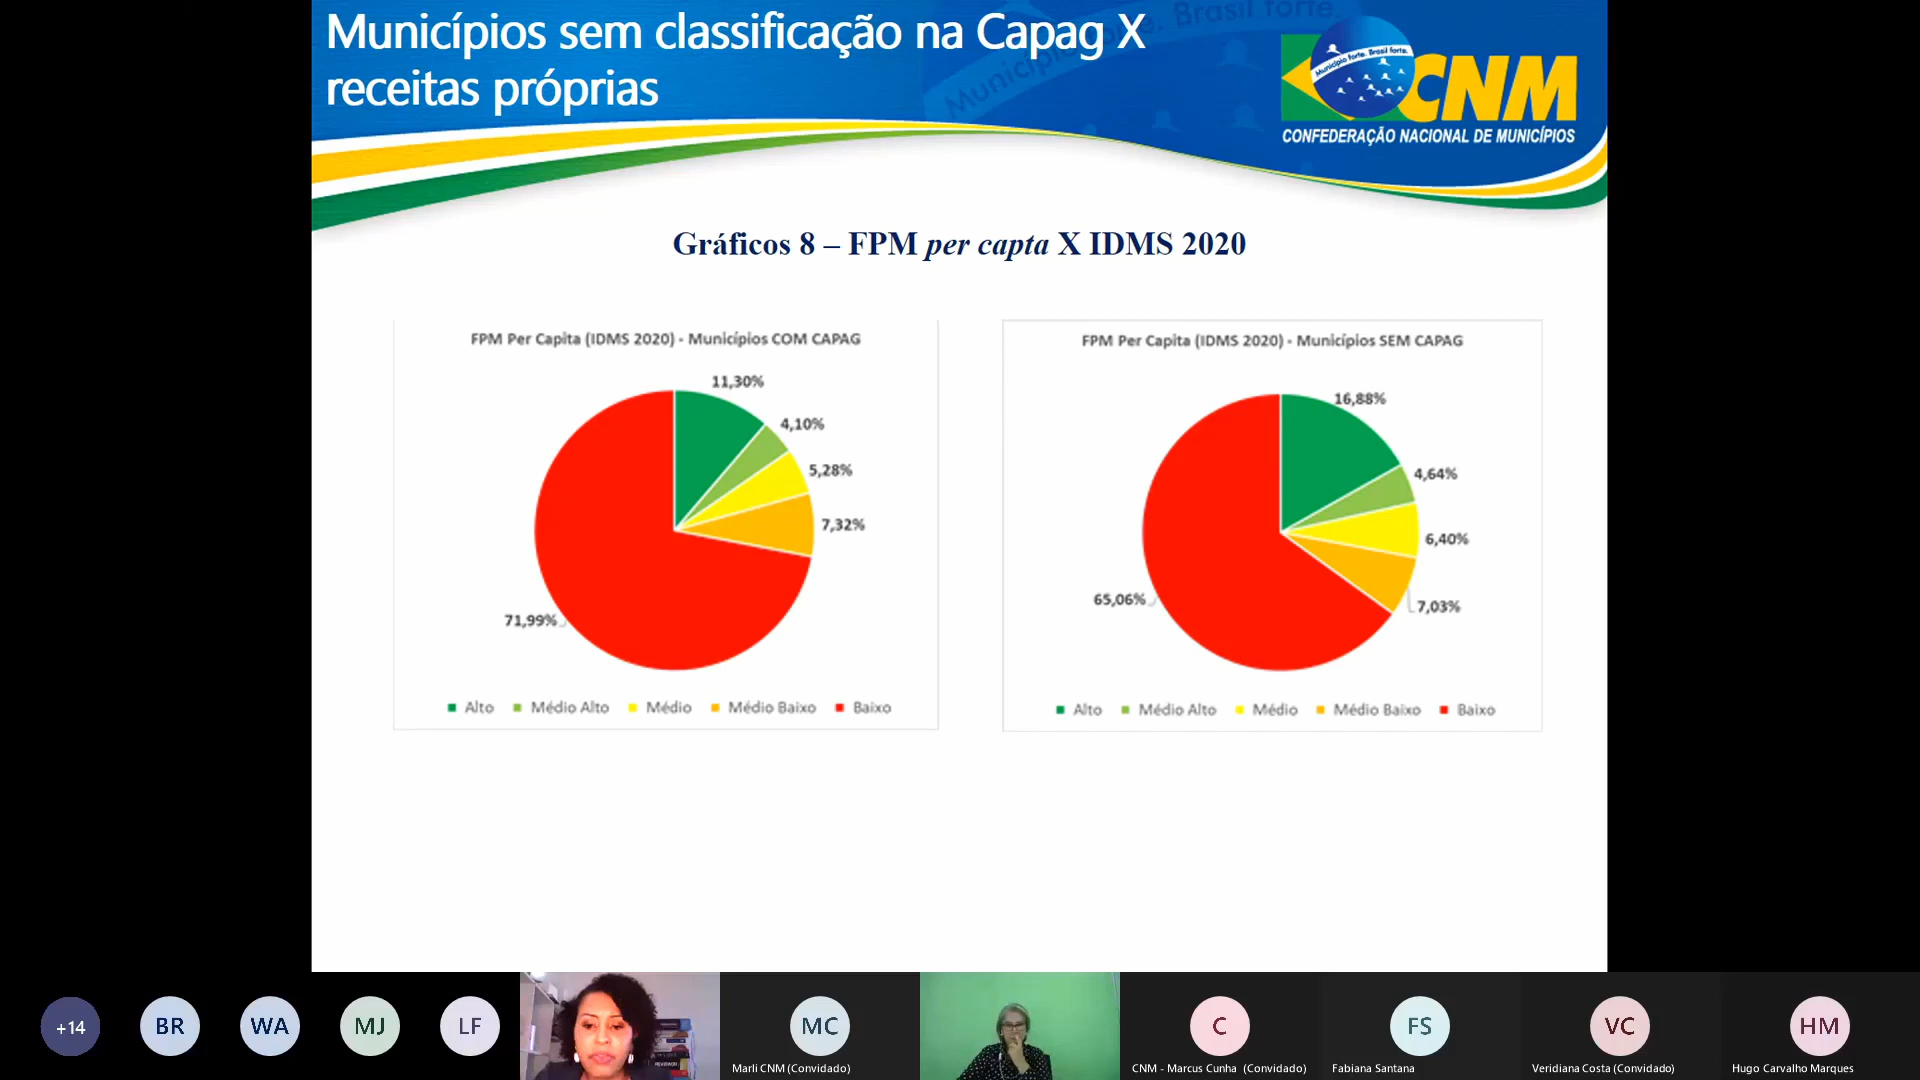 Municípios sem classificação na Capag X
receitas próprias
Município forte. Brasil forte.
CNM
CONFEDERAÇÃO NACIONAL DE MUNICÍPIOS
Gráficos 8 – FPM per capta X IDMS 2020
FPM Per Capita (IDMS 2020) - Municípios COM CAPAG
11,30%
4,10%
5,28%
7,32%
71,99%
Alto Médio Alto Médio Médio Baixo Baixo
FPM Per Capita (IDMS 2020) - Municípios SEM CAPAG
16,88%
4,64%
6,40%
7,03%
65,06%
Alto Médio Alto Médio Médio Baixo Baixo
+14
BR
WA
MJ
LF
MC
Marli CNM (Convidado)
C
CNM - Marcus Cunha (Convidado)
FS
Fabiana Santana
VC
Veridiana Costa (Convidado)
HM
Hugo Carvalho Marques